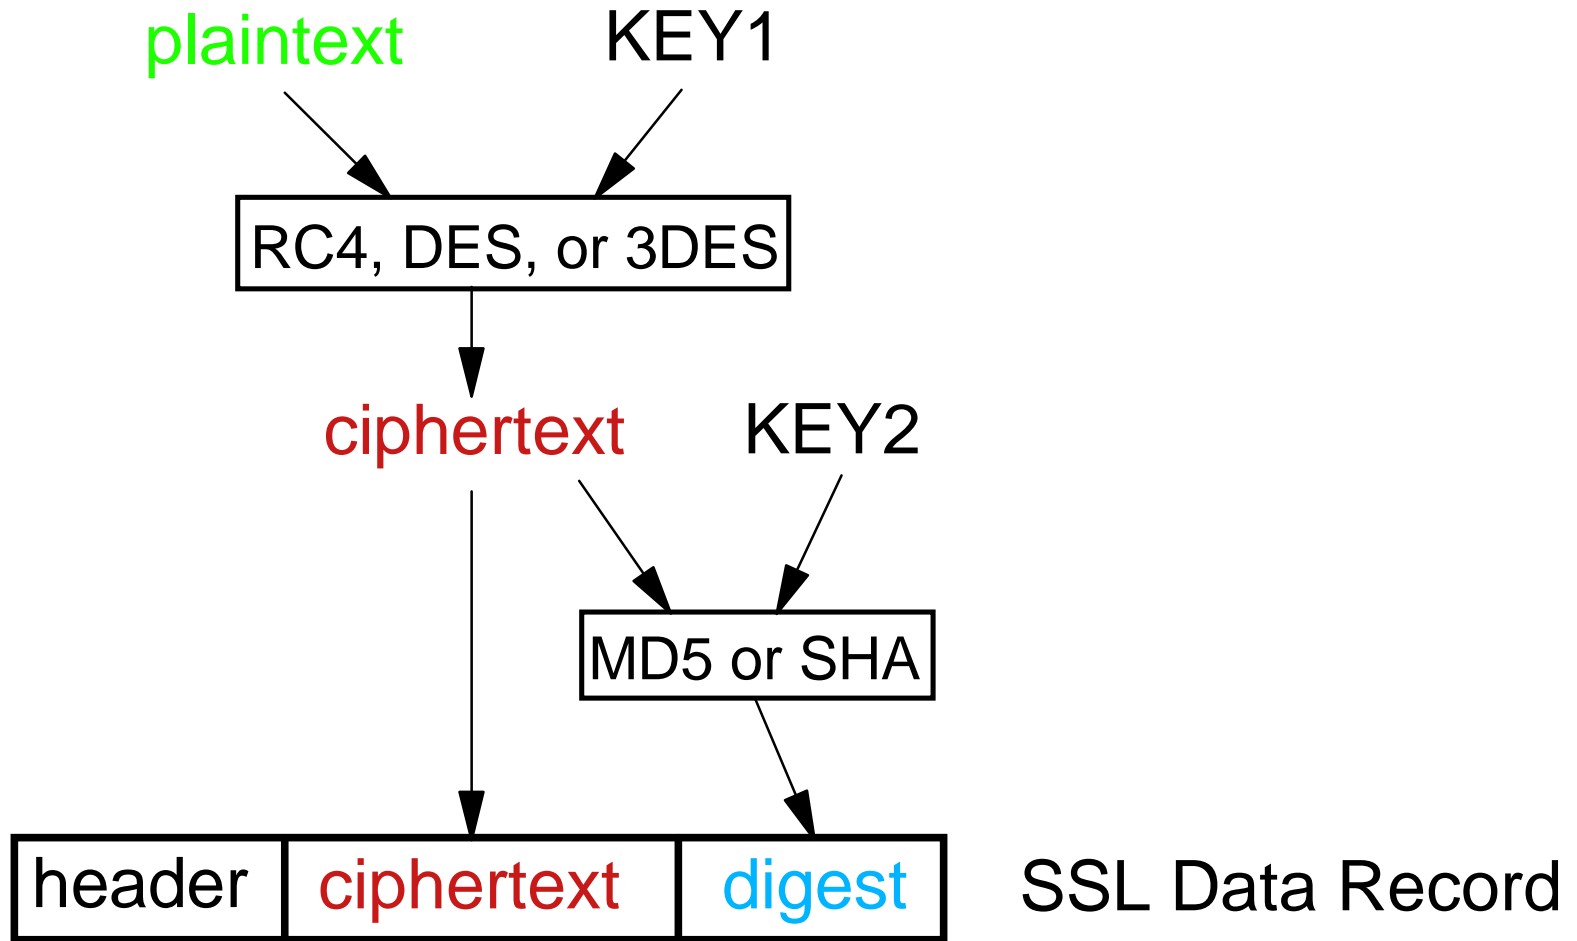 plaintext KEY1
RC4, DES, or 3DES
ciphertext KEY2
MD5 or SHA
header ciphertext digest SSL Data Record